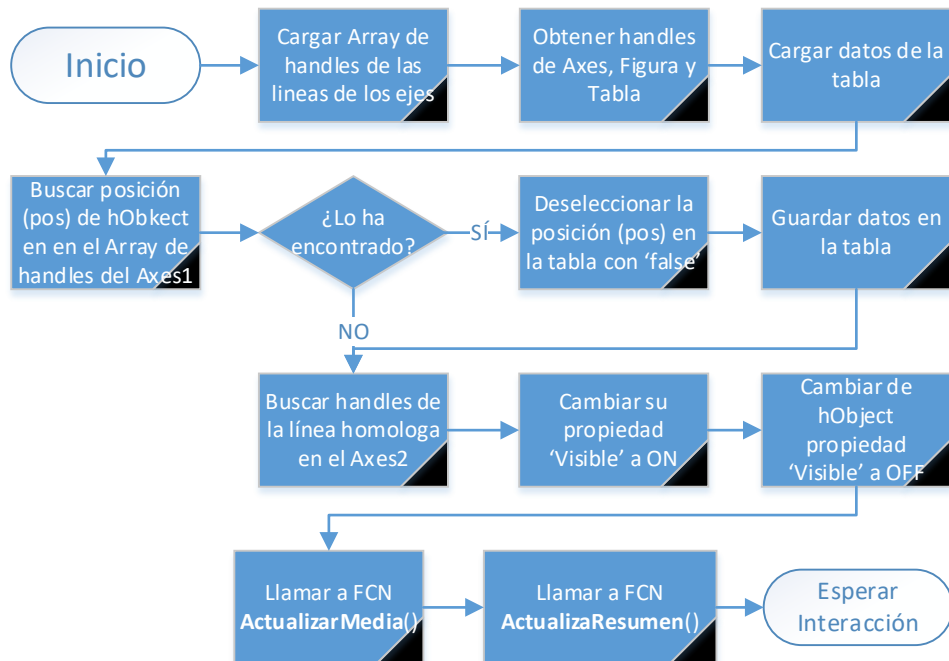 Inicio
Cargar Array de
handles de las
lineas de los ejes
Obtener handles
de Axes, Figura y
Tabla
Cargar datos de la
tabla
Buscar posición
(pos) de hObkect
en en el Array de
handles del Axes1
¿Lo ha
encontrado?
SÍ
Deseleccionar la
posición (pos) en
la tabla con ‘false’
Guardar datos en
la tabla
NO
Buscar handles de
la línea homologa
en el Axes2
Cambiar su
propiedad
‘Visible’ a ON
Cambiar de
hObject
propiedad
‘Visible’ a OFF
Llamar a FCN
ActualizarMedia()
Llamar a FCN
ActualizaResumen()
Esperar
Interacción